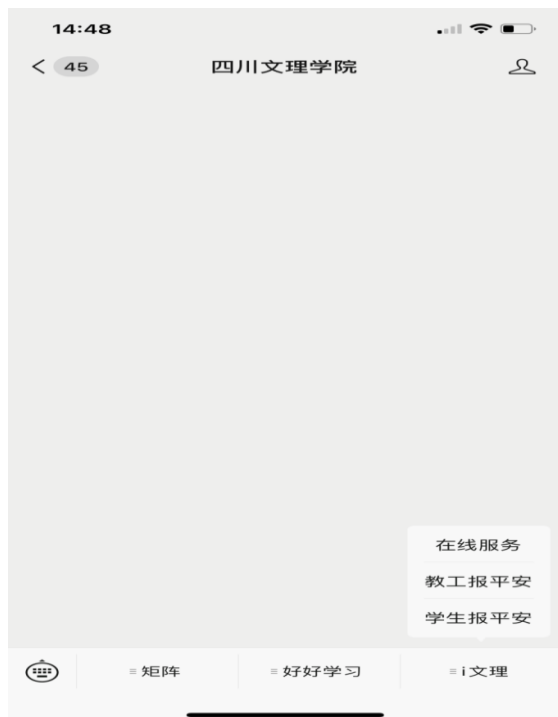 14:48
45
四川文理学院
在线服务
教工报平安
学生报平安
矩阵
好好学习
i文理